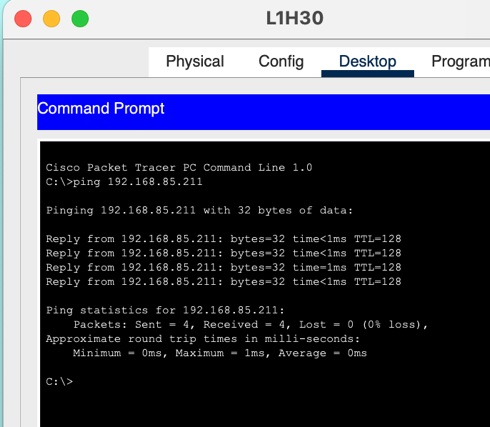 L1H30
Physical Config Desktop Program
Command Prompt
Cisco Packet Tracer PC Command Line 1.0
C:\>ping 192.168.85.211
Pinging 192.168.85.211 with 32 bytes of data:
Reply from 192.168.85.211: bytes=32 time<1ms TTL=128
Reply from 192.168.85.211: bytes=32 time<1ms TTL=128
Reply from 192.168.85.211: bytes=32 time<1ms TTL=128
Reply from 192.168.85.211: bytes=32 time<1ms TTL=128
Ping statistics for 192.168.85.211:
Packets: Sent = 4, Received = 4, Lost = 0 (0% loss),
Approximate round trip times in milli-seconds:
Minimum = 0ms, Maximum = 1ms, Average = 0ms
C:\>